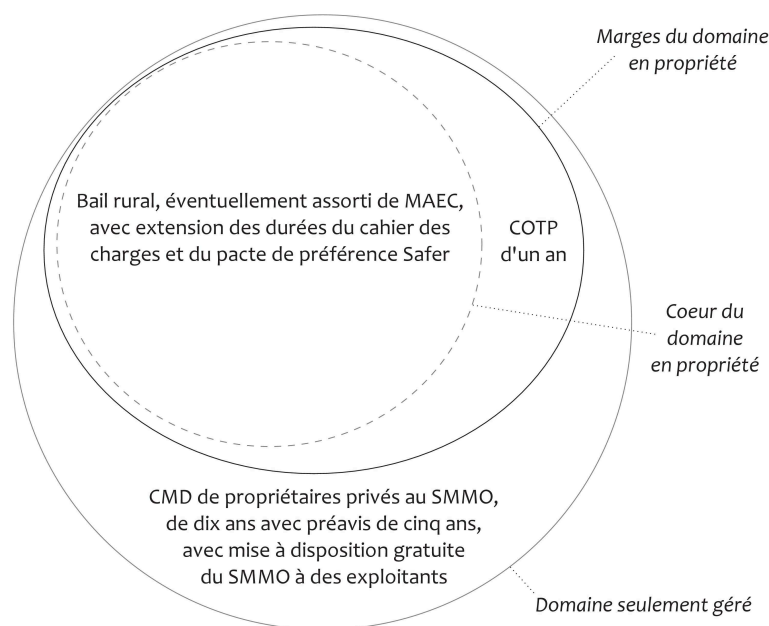 Marges du domaine
en propriété
Bail rural, éventuellement assorti de MAEC,
avec extension des durées du cahier des
charges et du pacte de préférence Safer
COTP
d'un an
Coeur du
domaine
en propriété
CMD de propriétaires privés au SMMO,
de dix ans avec préavis de cinq ans,
avec mise à disposition gratuite
du SMMO à des exploitants
Domaine seulement géré